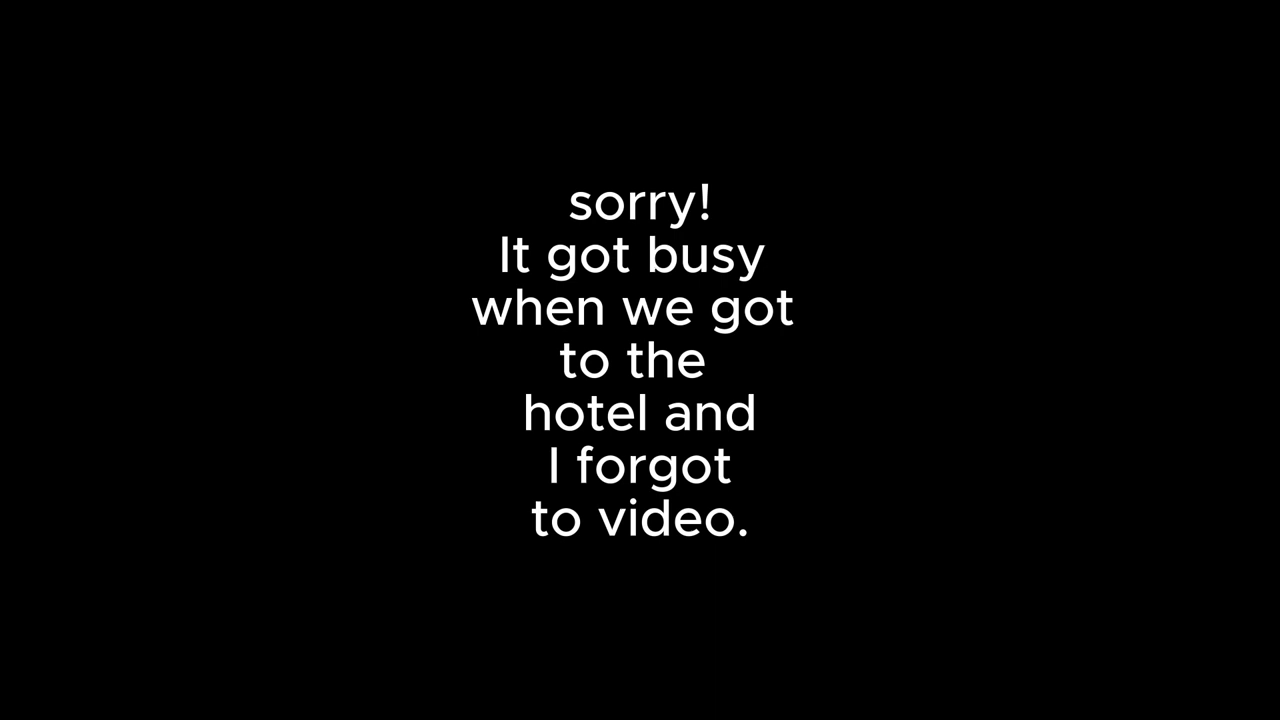 sorry!
It got busy
when we got
to the
hotel and
I forgot
to video.